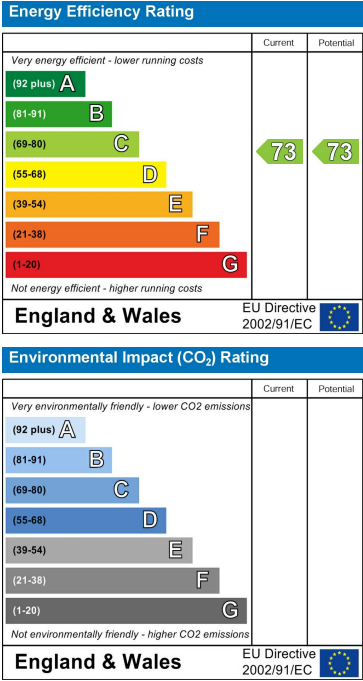 Energy Efficiency Rating
Current Potential
Very energy efficient - lower running costs
(92 plus) A
(81-91) B
(69-80) C
73 73
(55-68) D
(39-54) E
(21-38) F
(1-20) G
Not energy efficient - higher running costs
England & Wales
EU Directive
2002/91/EC
Environmental Impact (CO₂) Rating
Current Potential
Very environmentally friendly - lower CO2 emissions
(92 plus) A
(81-91) B
(69-80) C
(55-68) D
(39-54) E
(21-38) F
(1-20) G
Not environmentally friendly - higher CO2 emissions
England & Wales
EU Directive
2002/91/EC